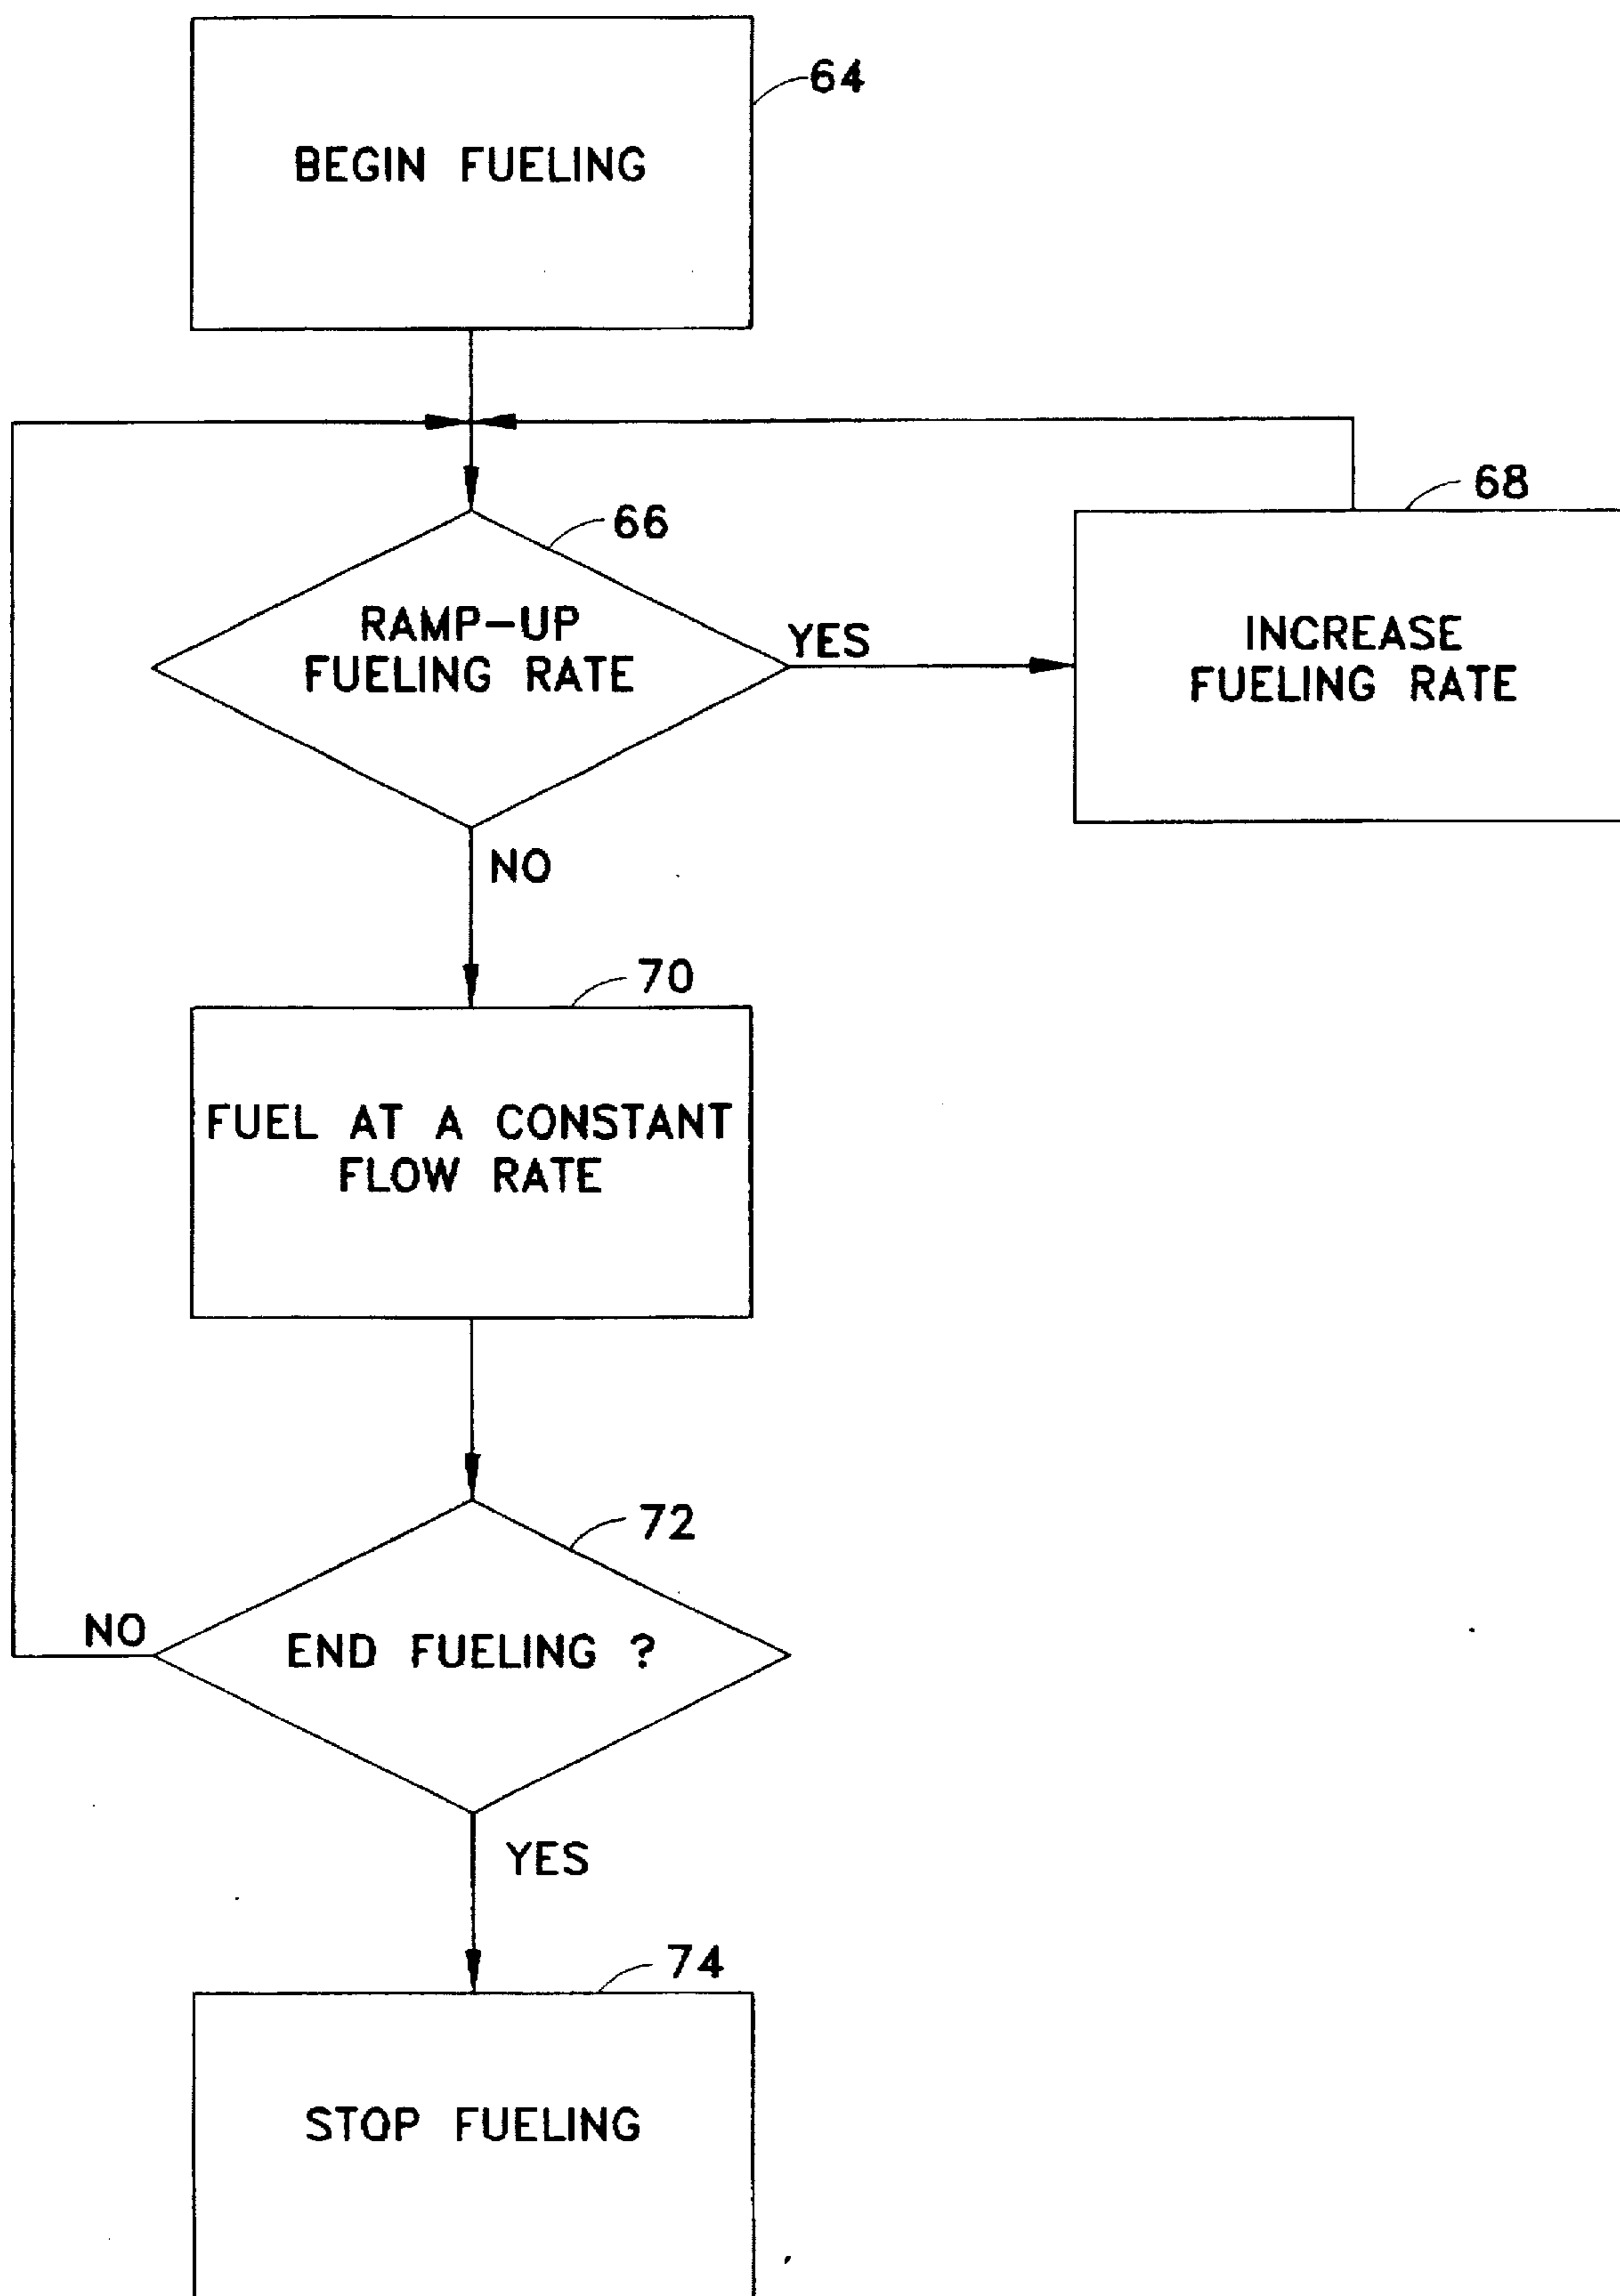 64
BEGIN FUELING
68
66
RAMP-UP
FUELING RATE
YES
INCREASE
FUELING RATE
NO
70
FUEL AT A CONSTANT
FLOW RATE
72
NO
END FUELING ?
YES
74
STOP FUELING